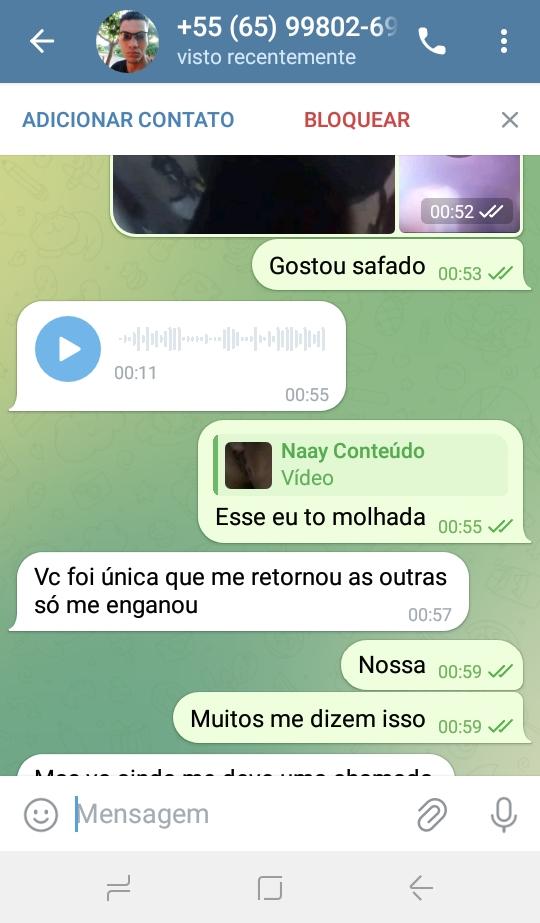 +55 (65) 99802-69
visto recentemente
ADICIONAR CONTATO BLOQUEAR
00:52
Gostou safado 00:53
00:11
00:55
Naay Conteúdo
Vídeo
Esse eu to molhada 00:55
Vc foi única que me retornou as outras
só me enganou 00:57
Nossa 00:59
Muitos me dizem isso 00:59
Mensagem